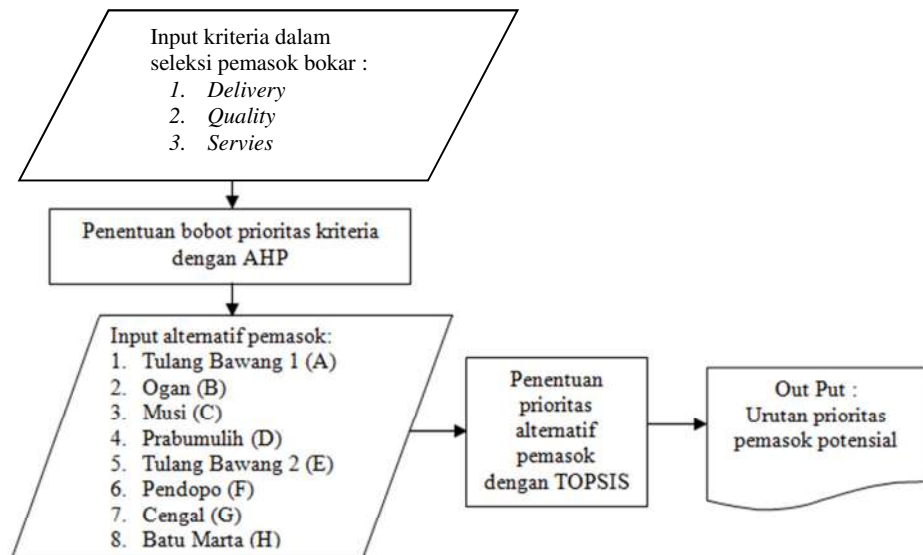 Input kriteria dalam
seleksi pemasok bokar :
1. Delivery
2. Quality
3. Servies
Penentuan bobot prioritas kriteria
dengan AHP
Input alternatif pemasok:
1. Tulang Bawang 1 (A)
2. Ogan (B)
3. Musi (C)
4. Prabumulih (D)
5. Tulang Bawang 2 (E)
6. Pendopo (F)
7. Cengal (G)
8. Batu Marta (H)
Penentuan
prioritas
alternatif
pemasok
dengan TOPSIS
Out Put :
Urutan prioritas
pemasok potensial